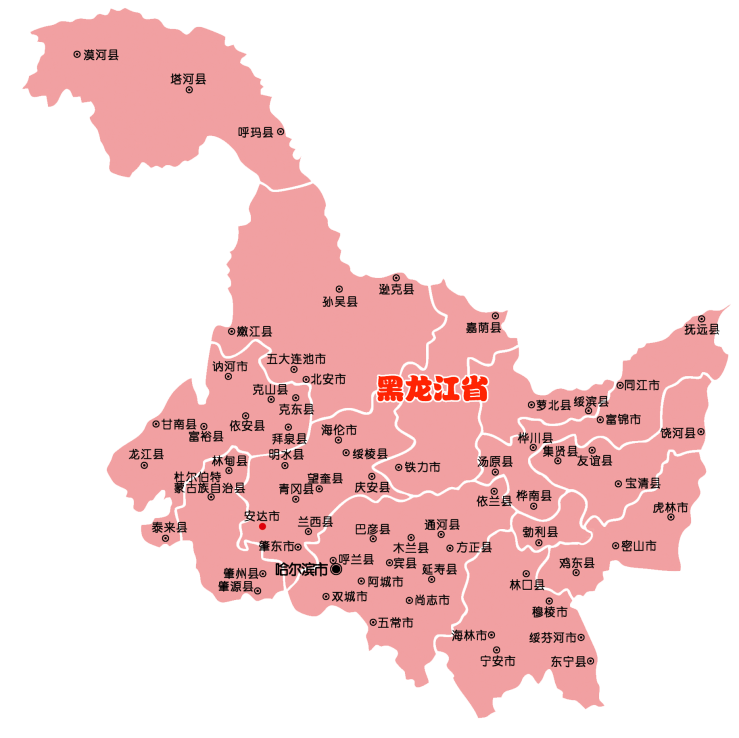 漠河县
塔河县
呼玛县
逊克县
孙吴县
嘉荫县
抚远县
嫩江县
五大连池市
讷河市
北安市
同江市
黑龙江省
克山县
克东县
萝北县
绥滨县
富锦市
甘南县
富裕县
依安县
拜泉县
海伦市
桦川县
饶河县
龙江县
林甸县
明水县
绥棱县
集贤县
友谊县
汤原县
铁力市
杜尔伯特
蒙古族自治县
青冈县
望奎县
庆安县
宝清县
依兰县
桦南县
虎林市
安达市
兰西县
巴彦县
通河县
泰来县
勃利县
肇东市
木兰县
方正县
密山市
呼兰县
宾县
哈尔滨市
延寿县
鸡东县
肇州县
阿城市
林口县
肇源县
双城市
尚志市
穆棱市
五常市
海林市
绥芬河市
宁安市
东宁县